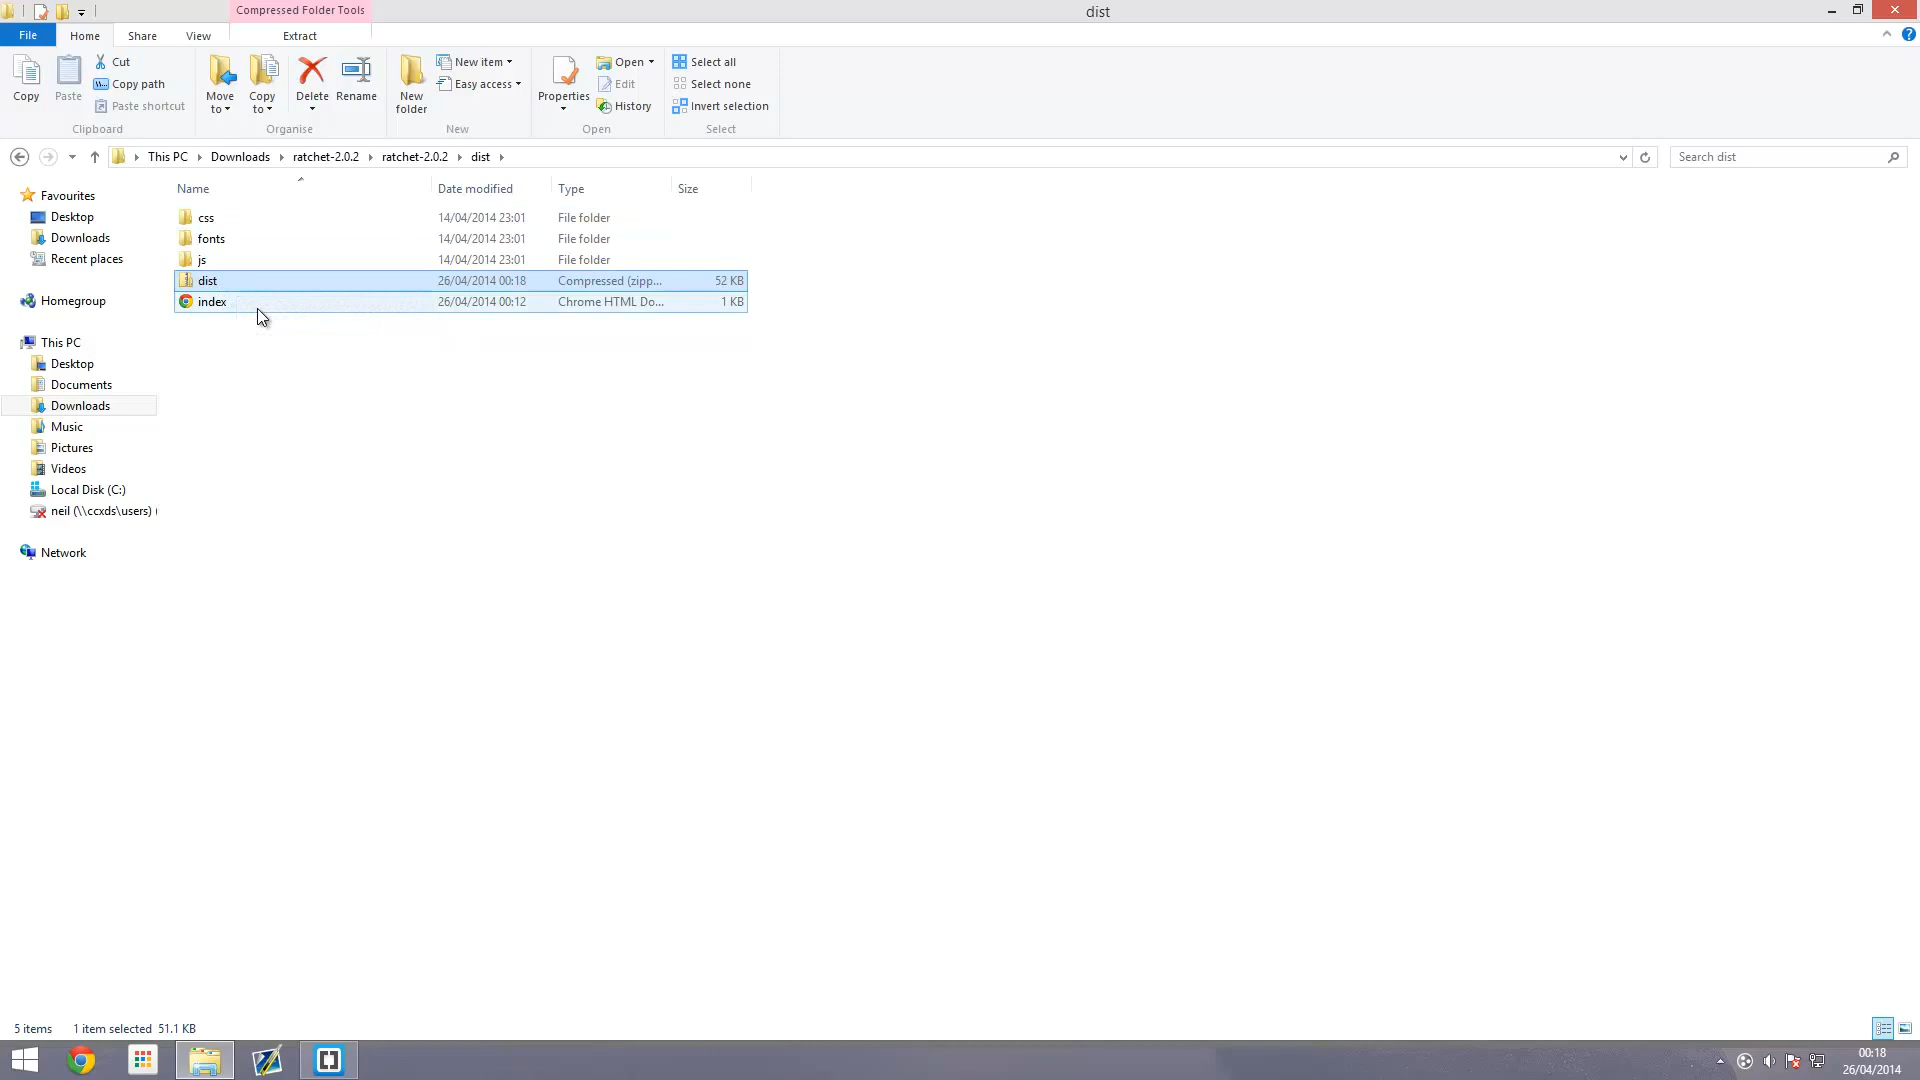 Compressed Folder Tools
dist
File Home Share View Extract
Copy Paste Cut Copy path Paste shortcut
Move to Copy to Delete Rename
New folder New item Easy access
Properties Open Edit History
Select all Select none Invert selection
Clipboard Organise New Open Select
This PC Downloads ratchet-2.0.2 ratchet-2.0.2 dist
Search dist
Name Date modified Type Size
css 14/04/2014 23:01 File folder
fonts 14/04/2014 23:01 File folder
js 14/04/2014 23:01 File folder
dist 26/04/2014 00:18 Compressed (zipp... 52 KB
index 26/04/2014 00:12 Chrome HTML Do... 1 KB
Favourites
Desktop
Downloads
Recent places
Homegroup
This PC
Desktop
Documents
Downloads
Music
Pictures
Videos
Local Disk (C:)
neil (\\ccxds\users) (
Network
5 items 1 item selected 51.1 KB
00:18
26/04/2014